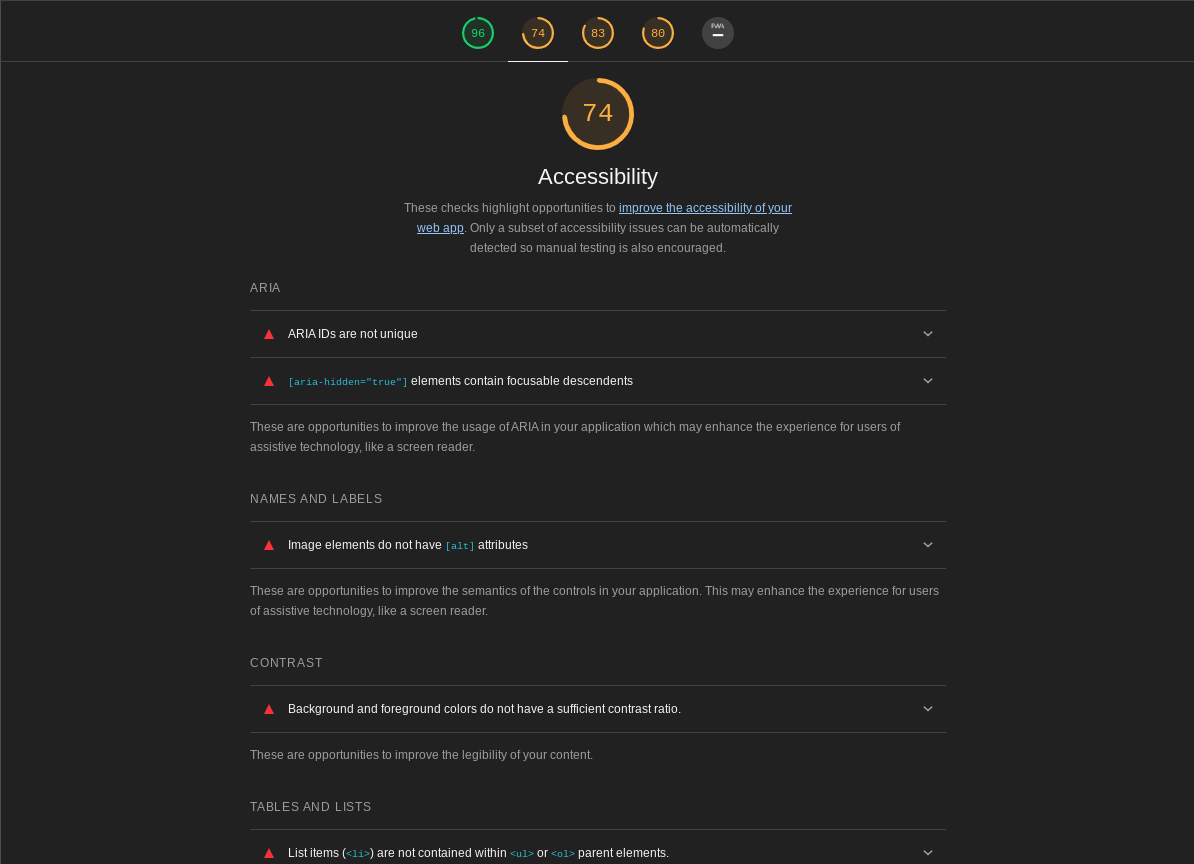 96 74 83 80 PWA
74
Accessibility
These checks highlight opportunities to improve the accessibility of your
web app. Only a subset of accessibility issues can be automatically
detected so manual testing is also encouraged.
ARIA
ARIA IDs are not unique
[aria-hidden="true"] elements contain focusable descendents
These are opportunities to improve the usage of ARIA in your application which may enhance the experience for users of
assistive technology, like a screen reader.
NAMES AND LABELS
Image elements do not have [alt] attributes
These are opportunities to improve the semantics of the controls in your application. This may enhance the experience for users
of assistive technology, like a screen reader.
CONTRAST
Background and foreground colors do not have a sufficient contrast ratio.
These are opportunities to improve the legibility of your content.
TABLES AND LISTS
List items (<li>) are not contained within <ul> or <ol> parent elements.